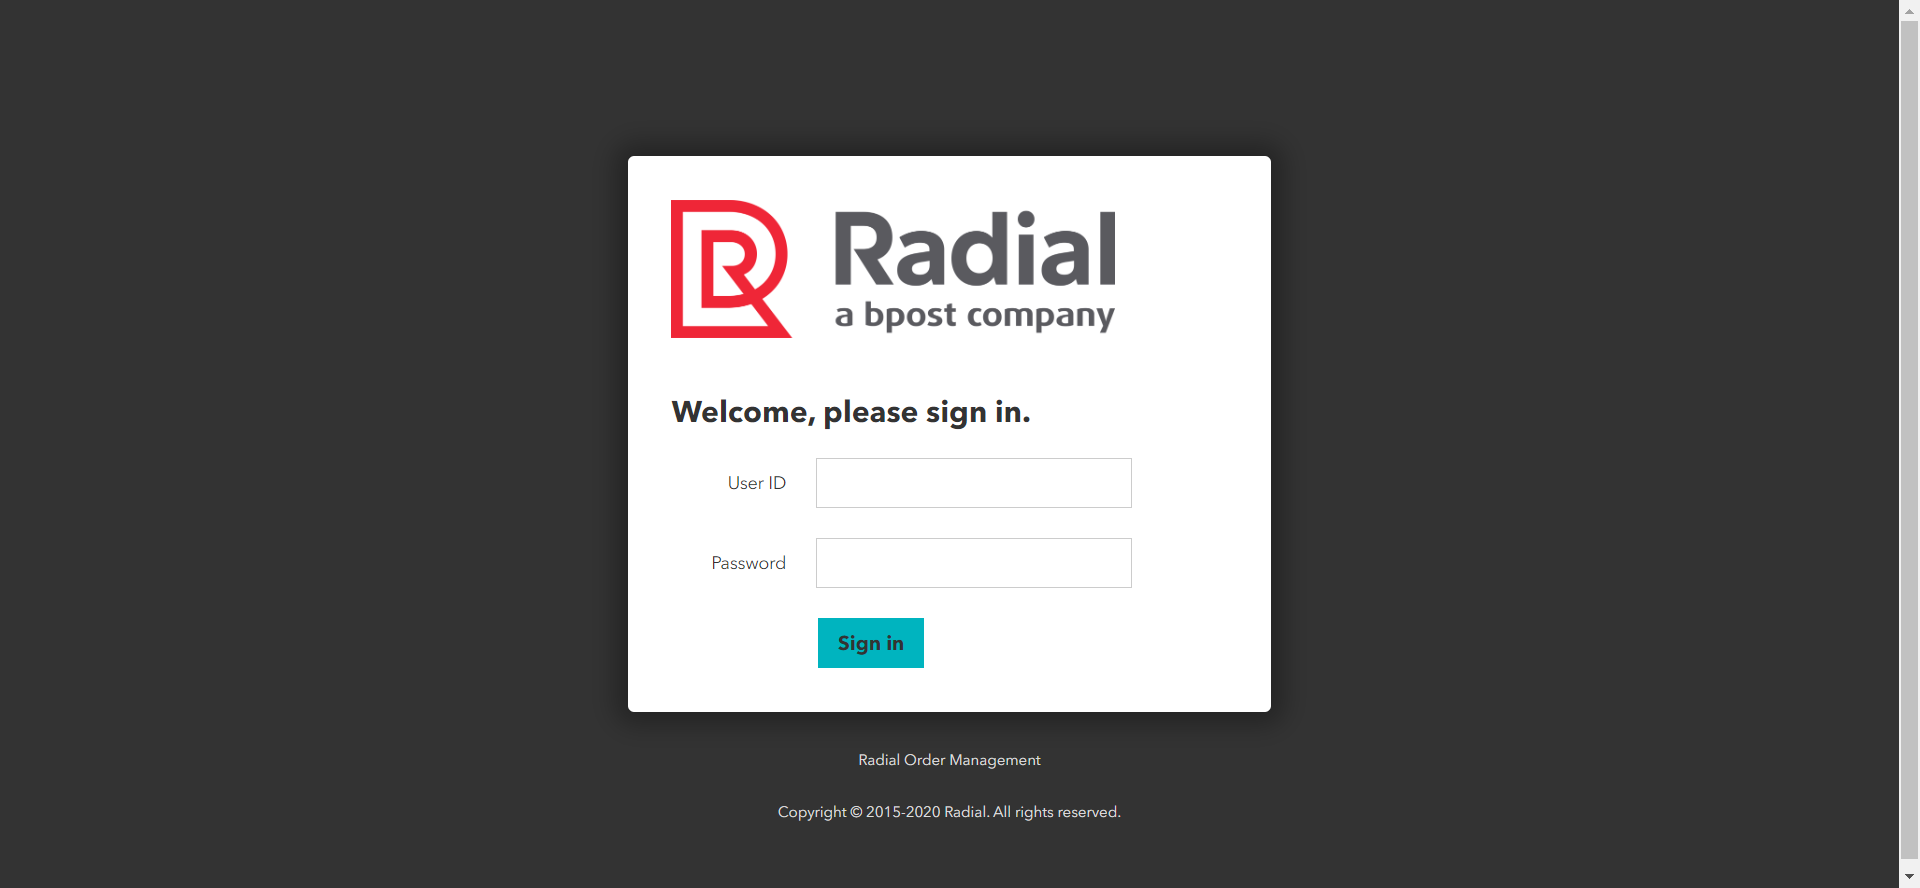 Radial
a bpost company
Welcome, please sign in.
User ID
Password
Sign in
Radial Order Management
Copyright © 2015-2020 Radial. All rights reserved.